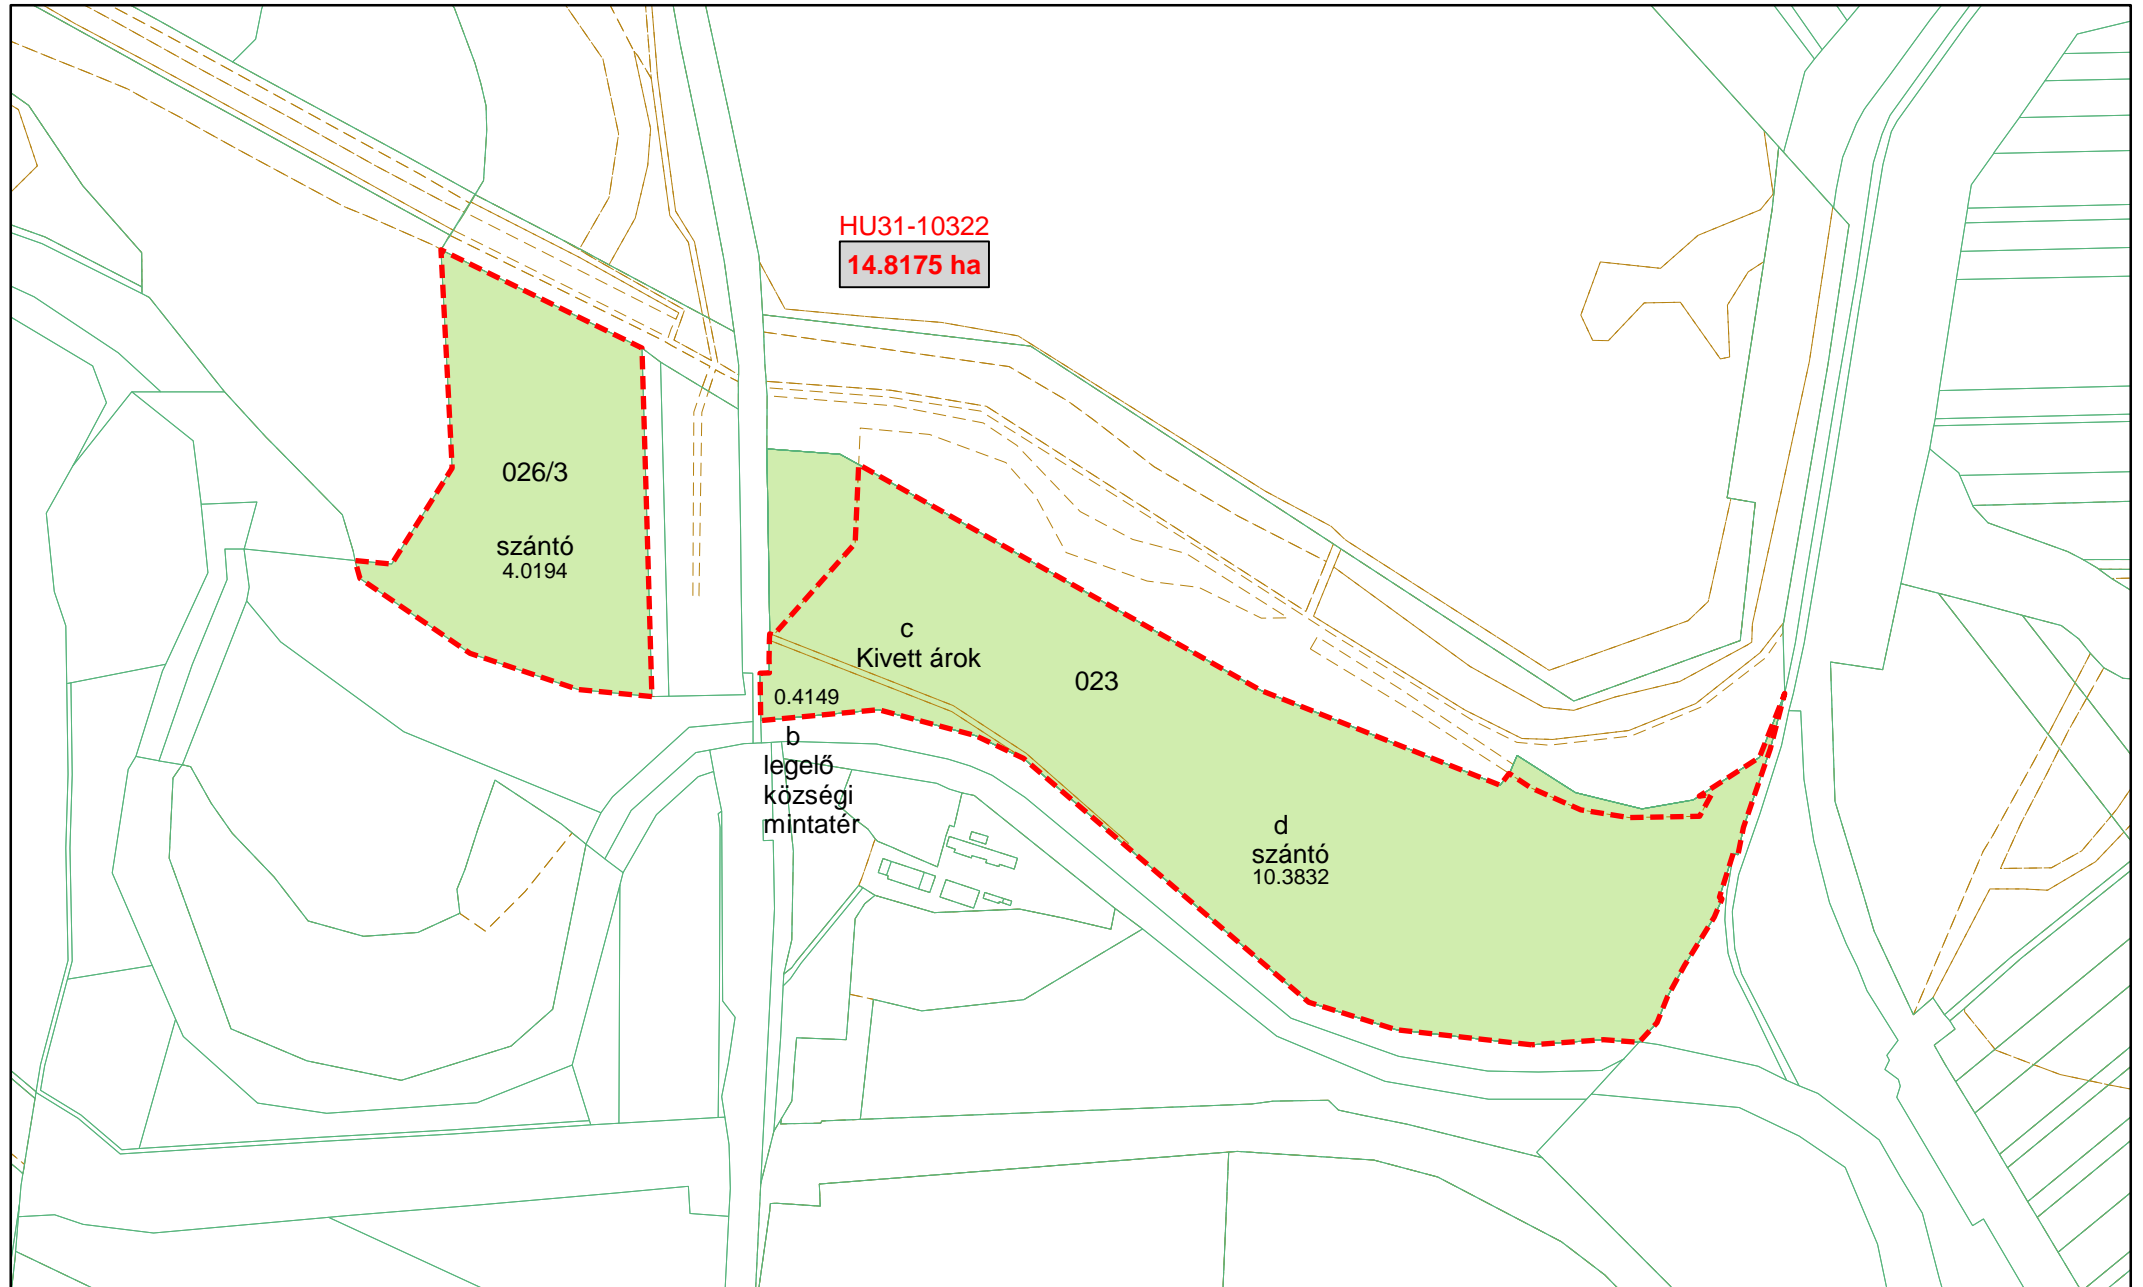 HU31-10322
14.8175 ha
026/3
szántó
4.0194
c
Kivett árok
023
0.4149
b
legelő
községi
mintatér
d
szántó
10.3832